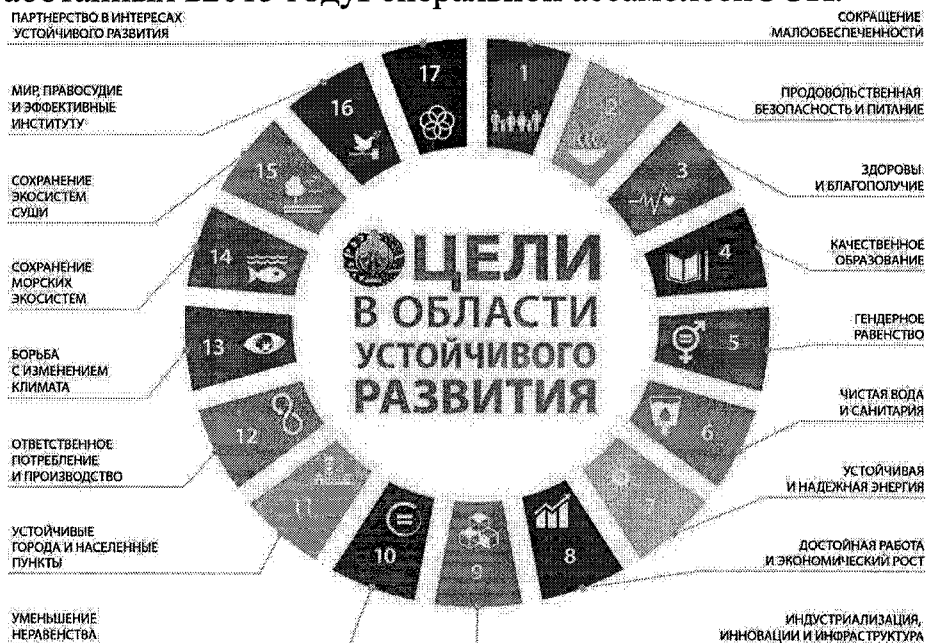 ПАРТНЕРСТВО В ИНТЕРЕСАХ
УСТОЙЧИВОГО РАЗВИТИЯ
СОКРАЩЕНИЕ
МАЛООБЕСПЕЧЕННОСТИ
МИР, ПРАВОСУДИЕ
И ЭФФЕКТИВНЫЕ
ИНСТИТУТУ
ПРОДОВОЛЬСТВЕННАЯ
БЕЗОПАСНОСТЬ И ПИТАНИЕ
СОХРАНЕНИЕ
ЭКОСИСТЕМ
СУШИ
ЗДОРОВЫ
И БЛАГОПОЛУЧИЕ
СОХРАНЕНИЕ
МОРСКИХ
ЭКОСИСТЕМ
КАЧЕСТВЕННОЕ
ОБРАЗОВАНИЕ
БОРЬБА
С ИЗМЕНЕНИЕМ
КЛИМАТА
ГЕНДЕРНОЕ
РАВЕНСТВО
ОТВЕТСТВЕННОЕ
ПОТРЕБЛЕНИЕ
И ПРОИЗВОДСТВО
ЧИСТАЯ ВОДА
И САНИТАРИЯ
УСТОЙЧИВЫЕ
ГОРОДА И НАСЕЛЕННЫЕ
ПУНКТЫ
УСТОЙЧИВАЯ
И НАДЕЖНАЯ ЭНЕРГИЯ
ДОСТОЙНАЯ РАБОТА
И ЭКОНОМИЧЕСКИЙ РОСТ
УМЕНЬШЕНИЕ
НЕРАВЕНСТВА
ИНДУСТРИАЛИЗАЦИЯ,
ИННОВАЦИИ И ИНФРАСТРУКТУРА
ЦЕЛИ
В ОБЛАСТИ
УСТОЙЧИВОГО
РАЗВИТИЯ
1
2
3
4
5
6
7
8
9
10
11
12
13
14
15
16
17